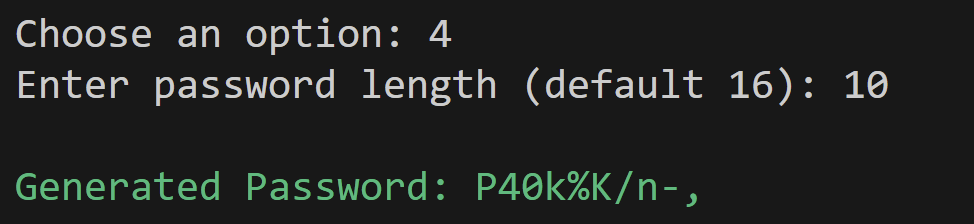 Choose an option: 4
Enter password length (default 16): 10
Generated Password: P40k%K/n-,